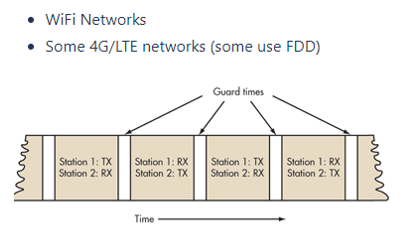 WiFi Networks
Some 4G/LTE networks (some use FDD)
Guard times
Station 1: TX
Station 2: RX
Station 1: RX
Station 2: TX
Station 1: TX
Station 2: RX
Station 1: RX
Station 2: TX
Time